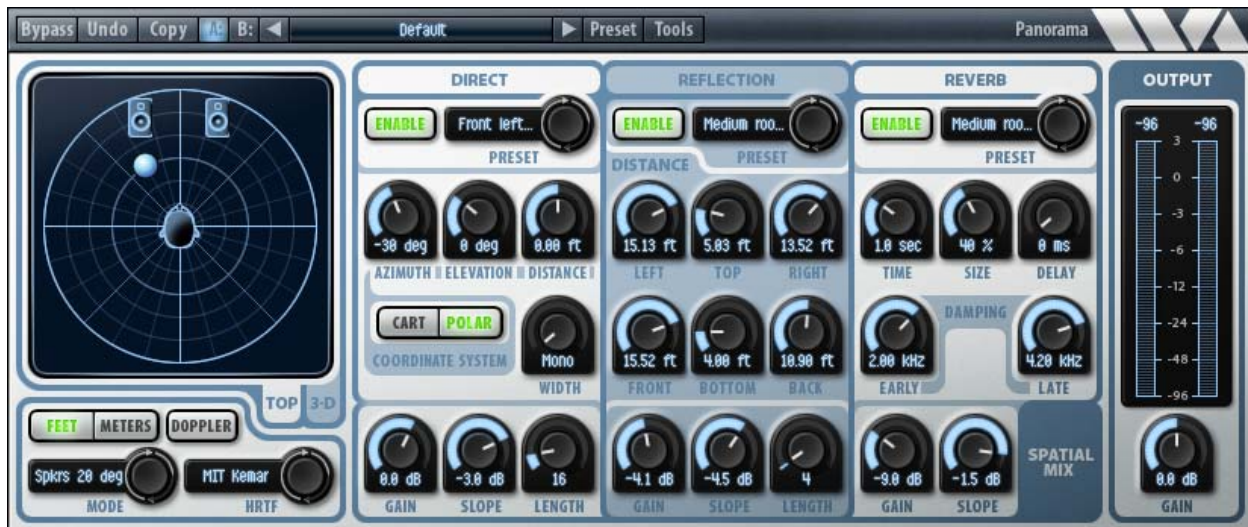 Bypass Undo Copy A: B: Default Preset Tools Panorama
DIRECT REFLECTION REVERB OUTPUT
ENABLE Front left... ENABLE Medium roo... ENABLE Medium roo... -96 -96
PRESET PRESET PRESET
DISTANCE
3
0
-3
-6
-12
-24
-48
-96
-30 deg 0 deg 0.00 ft 15.13 ft 5.03 ft 13.52 ft 1.0 sec 40 % 0 ms
AZIMUTH ELEVATION DISTANCE LEFT TOP RIGHT TIME SIZE DELAY
CART POLAR
COORDINATE SYSTEM
DAMPING
Mono 15.52 ft 4.00 ft 10.90 ft 2.00 kHz 4.20 kHz
WIDTH FRONT BOTTOM BACK EARLY LATE
TOP 3-D
FEET METERS DOPPLER
Spkrs 20 deg MIT Kemar
MODE HRTF
0.0 dB -3.0 dB 16 -4.1 dB -4.5 dB 4 -9.0 dB -1.5 dB
GAIN SLOPE LENGTH GAIN SLOPE LENGTH GAIN SLOPE
SPATIAL
MIX
0.0 dB
GAIN